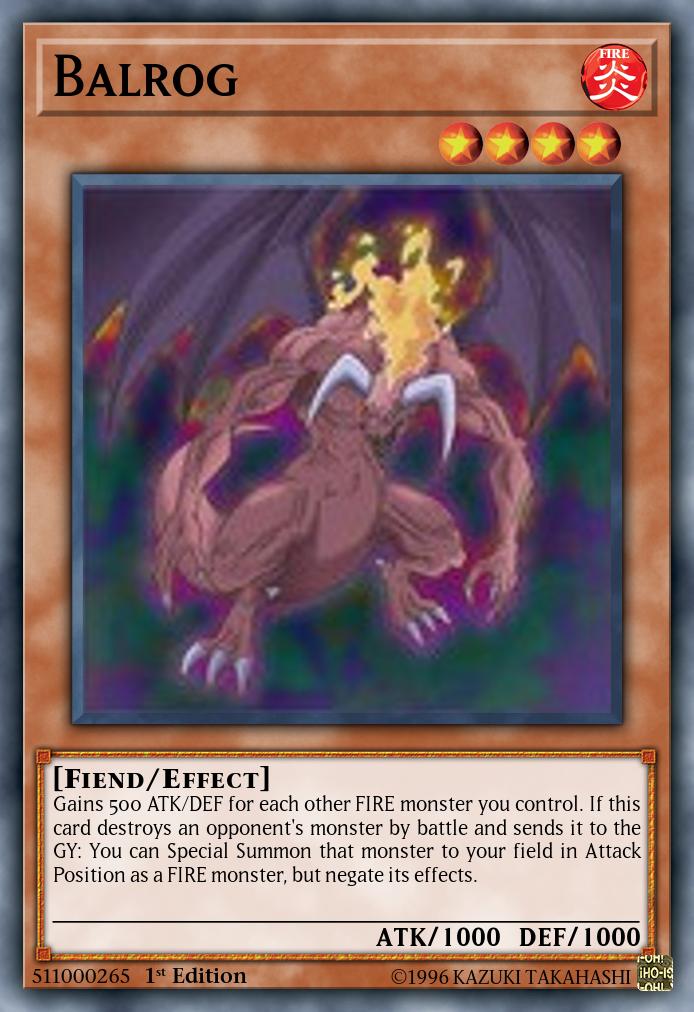 BALROG
FIRE
炎
[FIEND/EFFECT]
Gains 500 ATK/DEF for each other FIRE monster you control. If this
card destroys an opponent's monster by battle and sends it to the
GY: You can Special Summon that monster to your field in Attack
Position as a FIRE monster, but negate its effects.
ATK/1000 DEF/1000
511000265 1st Edition ©1996 KAZUKI TAKAHASHI